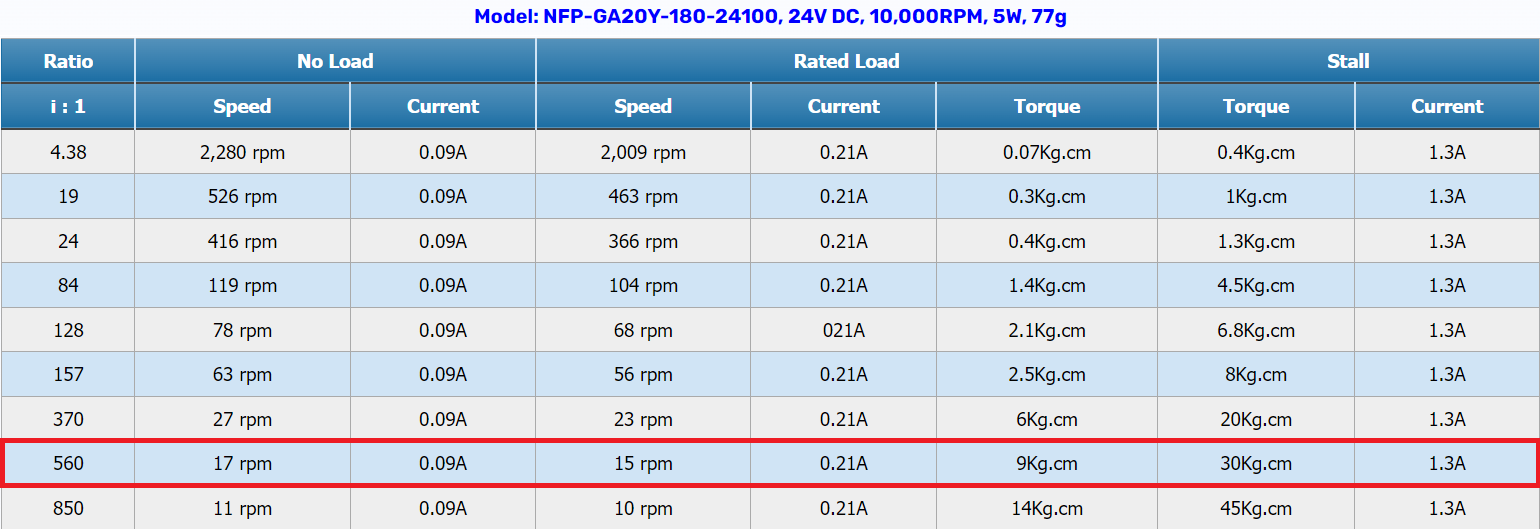 Model: NFP-GA20Y-180-24100, 24V DC, 10,000RPM, 5W, 77g
Ratio No Load Rated Load Stall
i : 1 Speed Current Speed Current Torque Torque Current
4.38 2,280 rpm 0.09A 2,009 rpm 0.21A 0.07Kg.cm 0.4Kg.cm 1.3A
19 526 rpm 0.09A 463 rpm 0.21A 0.3Kg.cm 1Kg.cm 1.3A
24 416 rpm 0.09A 366 rpm 0.21A 0.4Kg.cm 1.3Kg.cm 1.3A
84 119 rpm 0.09A 104 rpm 0.21A 1.4Kg.cm 4.5Kg.cm 1.3A
128 78 rpm 0.09A 68 rpm 021A 2.1Kg.cm 6.8Kg.cm 1.3A
157 63 rpm 0.09A 56 rpm 0.21A 2.5Kg.cm 8Kg.cm 1.3A
370 27 rpm 0.09A 23 rpm 0.21A 6Kg.cm 20Kg.cm 1.3A
560 17 rpm 0.09A 15 rpm 0.21A 9Kg.cm 30Kg.cm 1.3A
850 11 rpm 0.09A 10 rpm 0.21A 14Kg.cm 45Kg.cm 1.3A